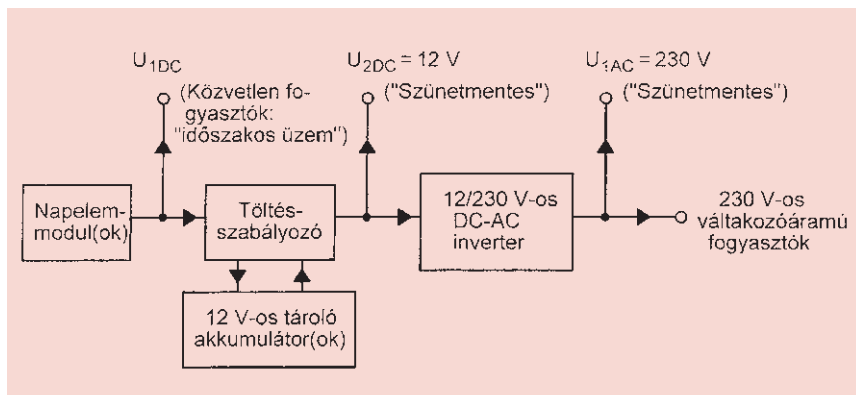 U1DC
(Közvetlen fo-
gyasztók:
"időszakos üzem")
U2DC = 12 V
("Szünetmentes")
U1AC = 230 V
("Szünetmentes")
Napelem-
modul(ok)
Töltés-
szabályozó
12/230 V-os
DC-AC
inverter
230 V-os
váltakozóáramú
fogyasztók
12 V-os tároló
akkumulátor(ok)